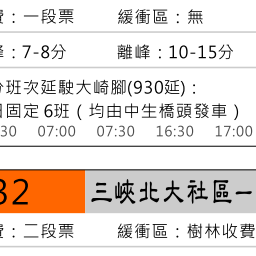 費：一段票 緩衝區：無
峰：7-8分 離峰：10-15分
分班次延駛大崎腳(930延)：
日固定6班（均由中生橋頭發車）
30 07:00 07:30 16:30 17:00
32 三峽北大社區一
費：二段票 緩衝區：樹林收費